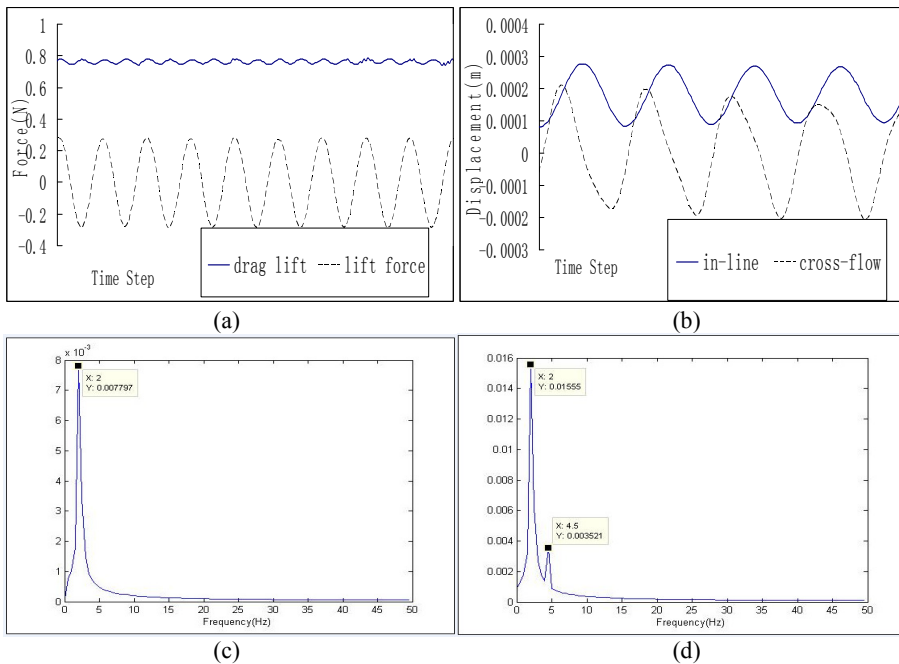 1
0.8
0.6
0.4
0.2
0
-0.2
-0.4
Force(N)
Time Step
drag lift
lift force
(a)
0.0004
0.0003
0.0002
0.0001
0
-0.0001
-0.0002
-0.0003
Displacement(m)
Time Step
in-line
cross-flow
(b)
x 10⁻³
8
7
6
5
4
3
2
1
0
X: 2
Y: 0.007797
0 5 10 15 20 25 30 35 40 45 50
Frequency(Hz)
(c)
0.016
0.014
0.012
0.01
0.008
0.006
0.004
0.002
0
X: 2
Y: 0.01555
X: 4.5
Y: 0.003521
0 5 10 15 20 25 30 35 40 45 50
Frequency(Hz)
(d)